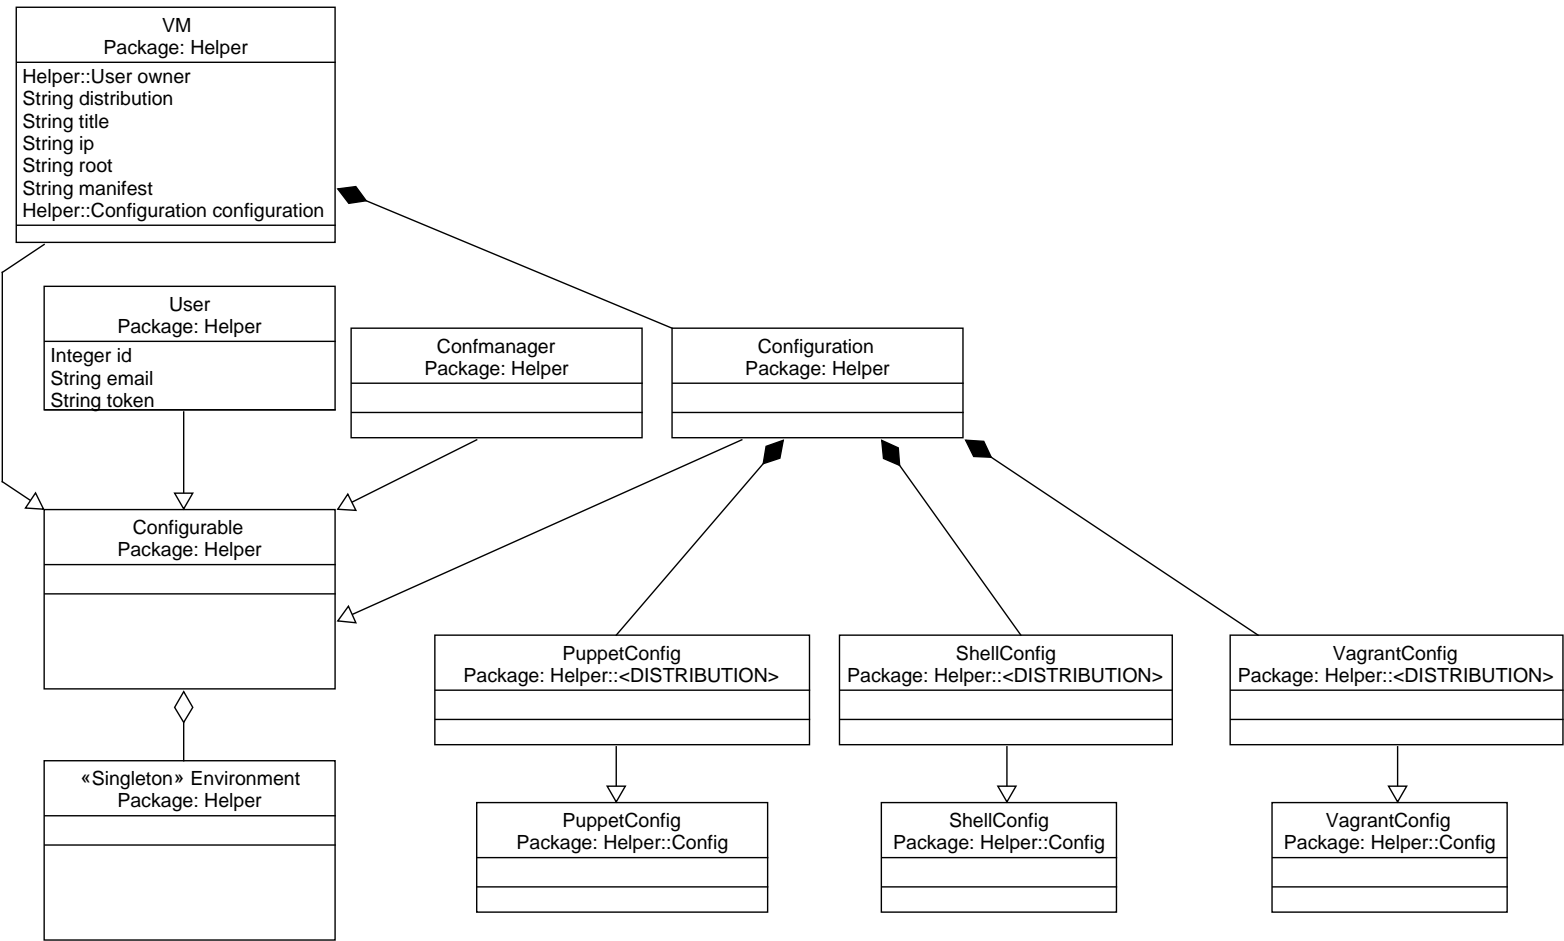 VM
Package: Helper
Helper::User owner
String distribution
String title
String ip
String root
String manifest
Helper::Configuration configuration
User
Package: Helper
Integer id
String email
String token
Confmanager
Package: Helper
Configuration
Package: Helper
Configurable
Package: Helper
PuppetConfig
Package: Helper::<DISTRIBUTION>
ShellConfig
Package: Helper::<DISTRIBUTION>
VagrantConfig
Package: Helper::<DISTRIBUTION>
«Singleton» Environment
Package: Helper
PuppetConfig
Package: Helper::Config
ShellConfig
Package: Helper::Config
VagrantConfig
Package: Helper::Config